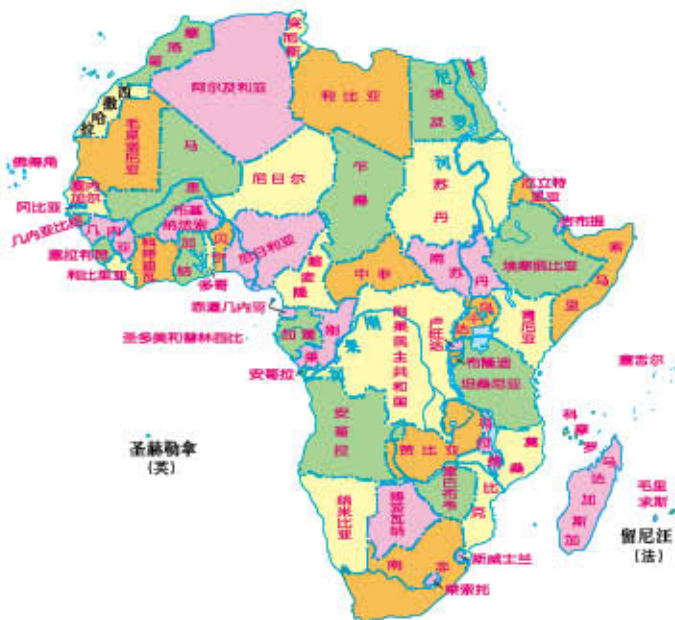 摩洛哥
突尼斯
阿尔及利亚
利比亚
埃及
尼罗河
西撒哈拉
毛里塔尼亚
马里
尼日尔
乍得
苏丹
厄立特里亚
佛得角
塞内加尔
冈比亚
几内亚比绍
几内亚
布基纳法索
吉布提
塞拉利昂
利比里亚
科特迪瓦
加纳
多哥
贝宁
尼日利亚
喀麦隆
中非
南苏丹
埃塞俄比亚
索马里
赤道几内亚
圣多美和普林西比
加蓬
刚果
刚果河
刚果民主共和国
乌干达
卢旺达
肯尼亚
布隆迪
坦桑尼亚
塞舌尔
安哥拉
安哥拉
赞比亚
马拉维
莫桑比克
科摩罗
圣赫勒拿
(英)
纳米比亚
博茨瓦纳
津巴布韦
马达加斯加
毛里求斯
留尼汪
(法)
南非
斯威士兰
莱索托